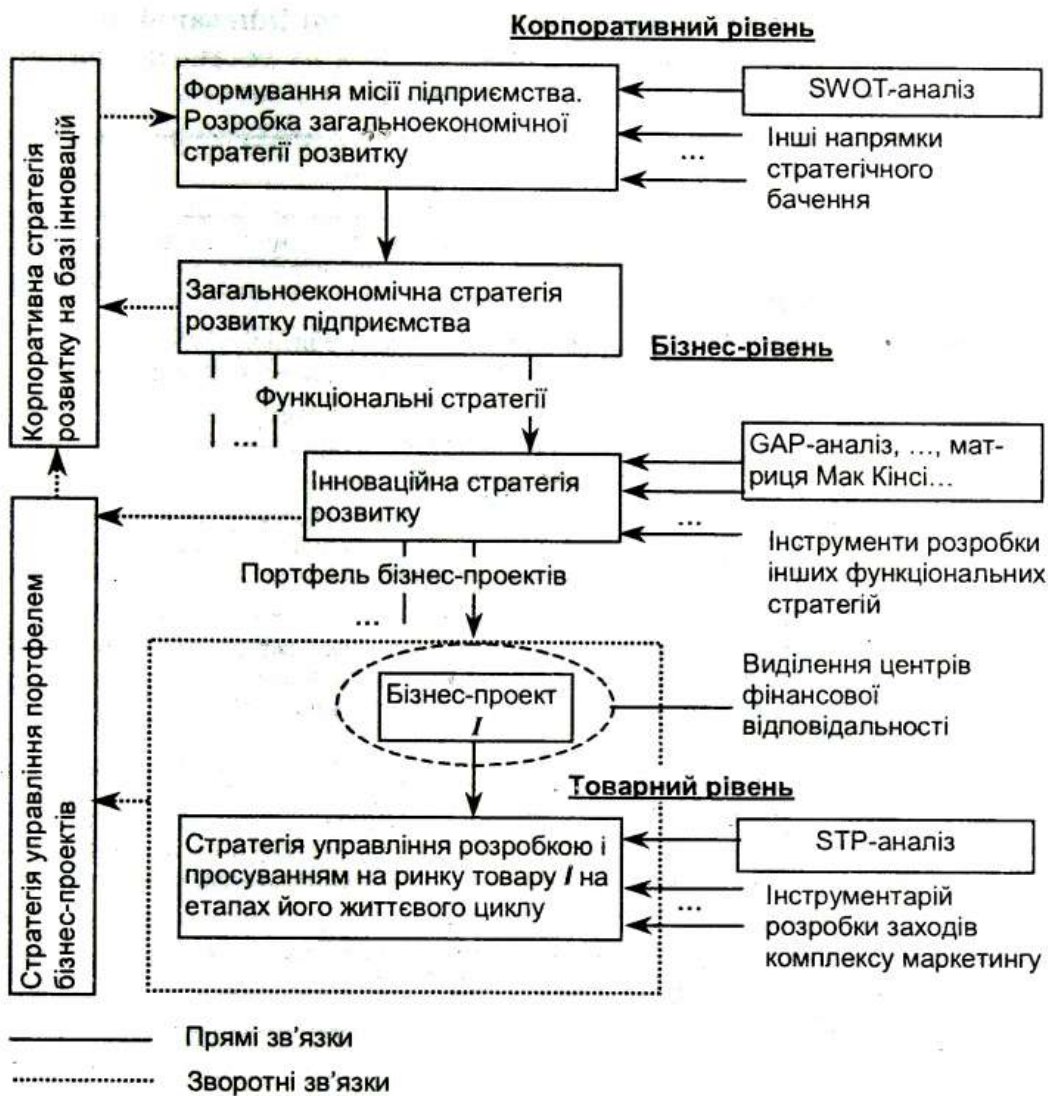 Корпоративний рівень
Формування місії підприємства.
Розробка загальноекономічної
стратегії розвитку
SWOT-аналіз
...
Інші напрямки
стратегічного
бачення
Корпоративна стратегія
розвитку на базі інновацій
Загальноекономічна стратегія
розвитку підприємства
Бізнес-рівень
Функціональні стратегії
...
Інноваційна стратегія
розвитку
GAP-аналіз, ..., мат-
риця Мак Кінсі...
...
Інструменти розробки
інших функціональних
стратегій
Портфель бізнес-проектів
...
Стратегія управління портфелем
бізнес-проектів
Бізнес-проект
I
Виділення центрів
фінансової
відповідальності
Товарний рівень
Стратегія управління розробкою і
просуванням на ринку товару I на
етапах його життєвого циклу
STP-аналіз
...
Інструментарій
розробки заходів
комплексу маркетингу
Прямі зв'язки
Зворотні зв'язки